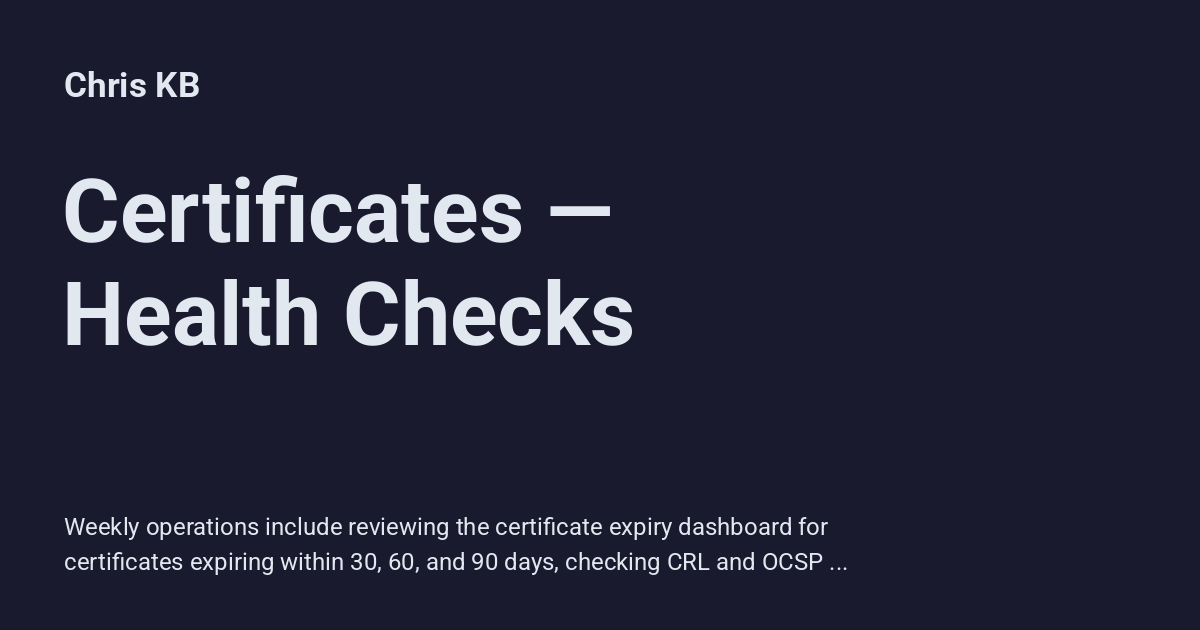 Chris KB
Certificates —
Health Checks
Weekly operations include reviewing the certificate expiry dashboard for
certificates expiring within 30, 60, and 90 days, checking CRL and OCSP ...